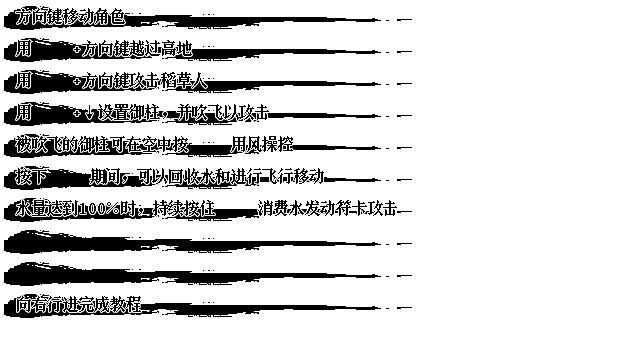 方向键移动角色
用 +方向键越过高地
用 +方向键攻击稻草人
用 +↓设置御柱，并吹飞以攻击
被吹飞的御柱可在空中按 用风操控
按下 期可，可以回收水和进行飞行移动
水量达到100%时，持续按住 消费水发动符卡攻击
向右行进完成教程